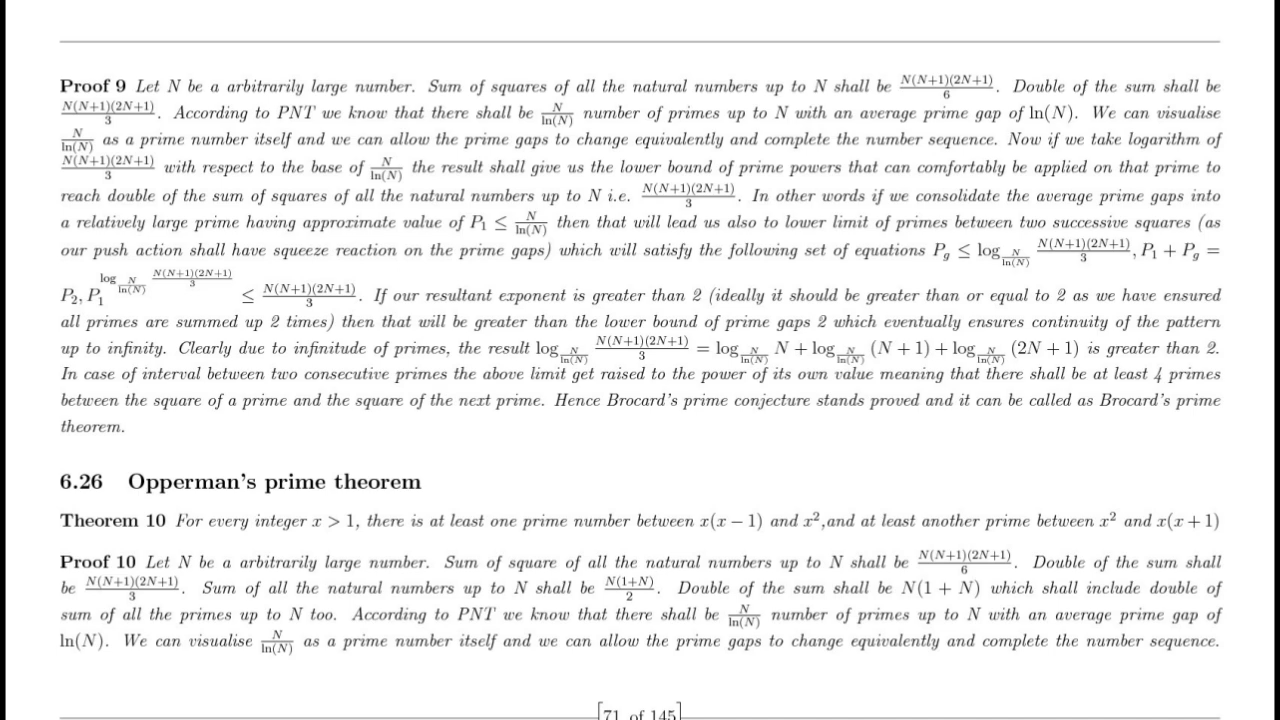 Proof 9 Let N be a arbitrarily large number. Sum of squares of all the natural numbers up to N shall be N(N+1)(2N+1)/6. Double of the sum shall be
N(N+1)(2N+1)/3. According to PNT we know that there shall be N/ln(N) number of primes up to N with an average prime gap of ln(N). We can visualise
N/ln(N) as a prime number itself and we can allow the prime gaps to change equivalently and complete the number sequence. Now if we take logarithm of
N(N+1)(2N+1)/3 with respect to the base of N/ln(N) the result shall give us the lower bound of prime powers that can comfortably be applied on that prime to
reach double of the sum of squares of all the natural numbers up to N i.e. N(N+1)(2N+1)/3. In other words if we consolidate the average prime gaps into
a relatively large prime having approximate value of P₁ ≤ N/ln(N) then that will lead us also to lower limit of primes between two successive squares (as
our push action shall have squeeze reaction on the prime gaps) which will satisfy the following set of equations P_g ≤ log_{N/ln(N)} N(N+1)(2N+1)/3, P₁ + P_g =
P₂, P₁^{log_{N/ln(N)} N(N+1)(2N+1)/3} ≤ N(N+1)(2N+1)/3. If our resultant exponent is greater than 2 (ideally it should be greater than or equal to 2 as we have ensured
all primes are summed up 2 times) then that will be greater than the lower bound of prime gaps 2 which eventually ensures continuity of the pattern
up to infinity. Clearly due to infinitude of primes, the result log_{N/ln(N)} N(N+1)(2N+1)/3 = log_{N/ln(N)} N + log_{N/ln(N)} (N + 1) + log_{N/ln(N)} (2N + 1) is greater than 2.
In case of interval between two consecutive primes the above limit get raised to the power of its own value meaning that there shall be at least 4 primes
between the square of a prime and the square of the next prime. Hence Brocard's prime conjecture stands proved and it can be called as Brocard's prime
theorem.
6.26 Opperman's prime theorem
Theorem 10 For every integer x > 1, there is at least one prime number between x(x − 1) and x²,and at least another prime between x² and x(x + 1)
Proof 10 Let N be a arbitrarily large number. Sum of square of all the natural numbers up to N shall be N(N+1)(2N+1)/6. Double of the sum shall
be N(N+1)(2N+1)/3. Sum of all the natural numbers up to N shall be N(1+N)/2. Double of the sum shall be N(1 + N) which shall include double of
sum of all the primes up to N too. According to PNT we know that there shall be N/ln(N) number of primes up to N with an average prime gap of
ln(N). We can visualise N/ln(N) as a prime number itself and we can allow the prime gaps to change equivalently and complete the number sequence.
71 of 145